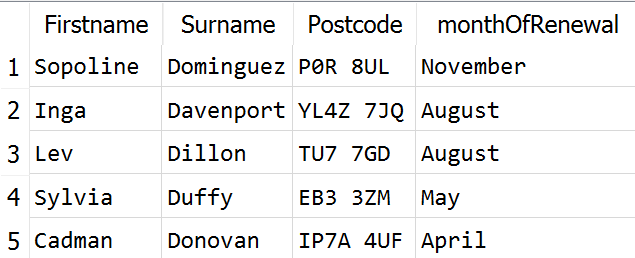 Firstname Surname Postcode monthOfRenewal
1 Sopoline Dominguez P0R 8UL November
2 Inga Davenport YL4Z 7JQ August
3 Lev Dillon TU7 7GD August
4 Sylvia Duffy EB3 3ZM May
5 Cadman Donovan IP7A 4UF April